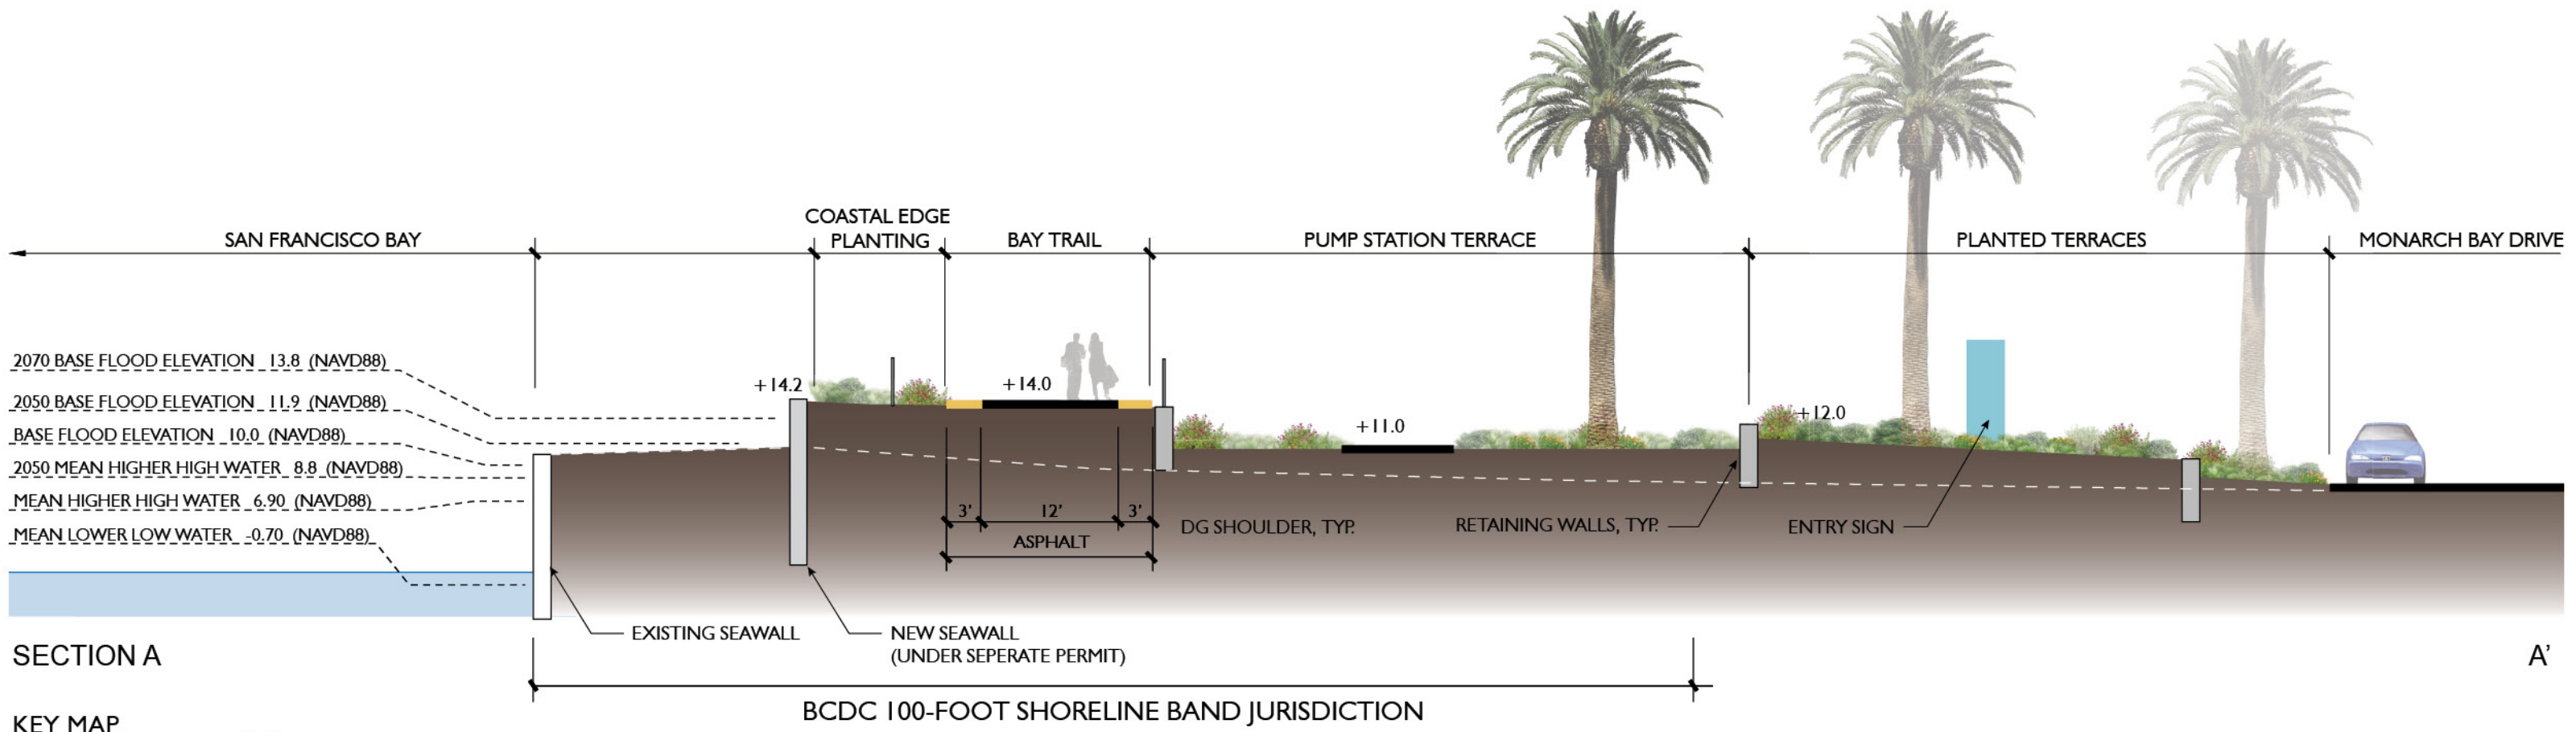 SAN FRANCISCO BAY
COASTAL EDGE
PLANTING
BAY TRAIL
PUMP STATION TERRACE
PLANTED TERRACES
MONARCH BAY DRIVE
2070 BASE FLOOD ELEVATION 13.8 (NAVD88)
2050 BASE FLOOD ELEVATION 11.9 (NAVD88)
BASE FLOOD ELEVATION 10.0 (NAVD88)
2050 MEAN HIGHER HIGH WATER 8.8 (NAVD88)
MEAN HIGHER HIGH WATER 6.90 (NAVD88)
MEAN LOWER LOW WATER -0.70 (NAVD88)
+14.2
+14.0
+11.0
+12.0
3'
12'
3'
ASPHALT
DG SHOULDER, TYP.
RETAINING WALLS, TYP.
ENTRY SIGN
EXISTING SEAWALL
NEW SEAWALL
(UNDER SEPERATE PERMIT)
SECTION A
A'
BCDC 100-FOOT SHORELINE BAND JURISDICTION
KEY MAP